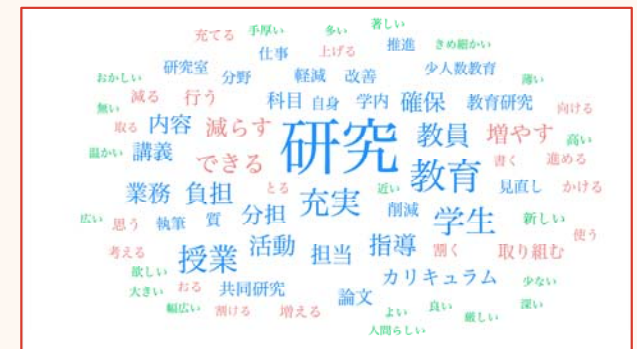 著しい
充てる 手厚い 多い
仕事 上げる 推進 きめ細かい
おかしい 研究室 分野 軽減 改善 少人数教育 薄い
無い 減る 行う 科目 自身 学内 確保 教育研究 向ける
取る 内容 減らす 研究 教員 増やす 高い
温かい 講義 できる 教育 書く 進める
業務 負担 とる 充実 近い 見直し かける
広い 思う 執筆 質 分担 削減 学生 新しい
考える 授業 活動 担当 指導 割く 取り組む 使う
欲しい カリキュラム
大きい おる 共同研究 論文 少ない
幅広い 割ける 増える よい 良い 厳しい 深い
人間らしい